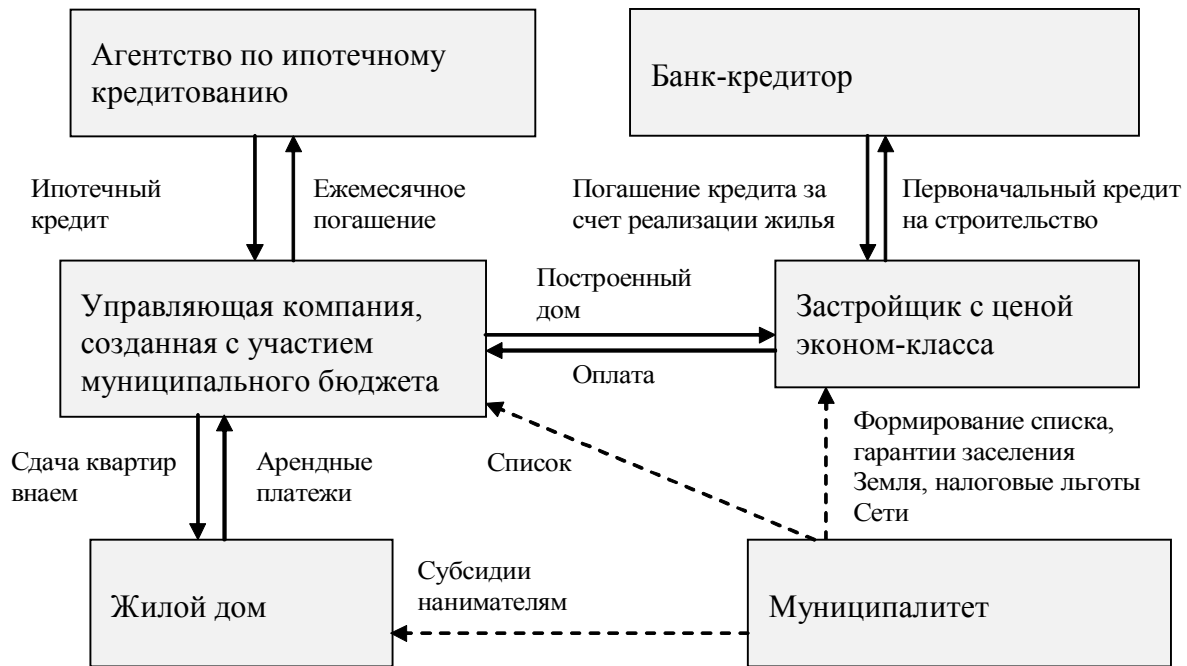 Агентство по ипотечному
кредитованию
Банк-кредитор
Ипотечный
кредит
Ежемесячное
погашение
Погашение кредита за
счет реализации жилья
Первоначальный кредит
на строительство
Управляющая компания,
созданная с участием
муниципального бюджета
Построенный
дом
Оплата
Застройщик с ценой
эконом-класса
Сдача квартир
внаем
Арендные
платежи
Список
Формирование списка,
гарантии заселения
Земля, налоговые льготы
Сети
Жилой дом
Субсидии
нанимателям
Муниципалитет